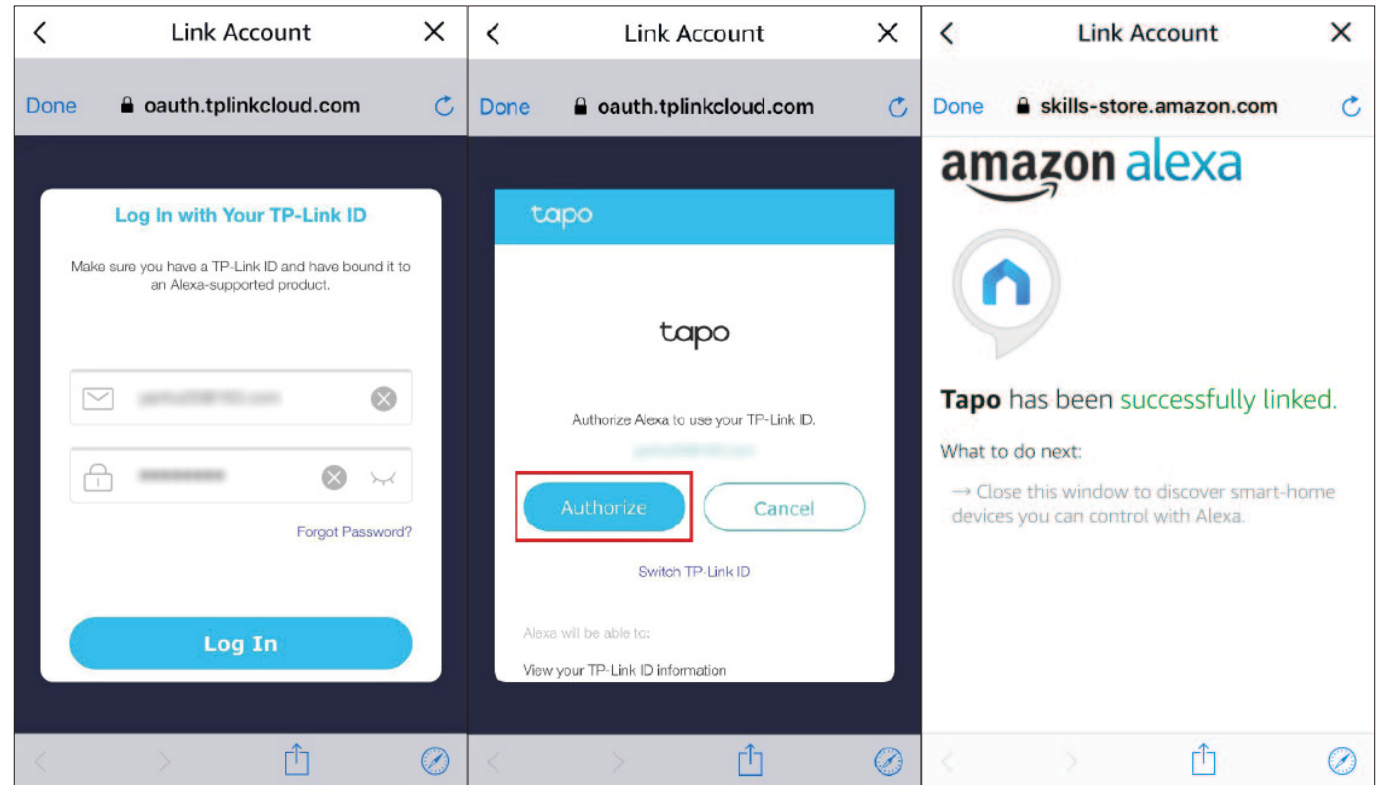 Link Account
Done
oauth.tplinkcloud.com
Log In with Your TP-Link ID
Make sure you have a TP-Link ID and have bound it to
an Alexa-supported product.
Forgot Password?
Log In
Link Account
Done
oauth.tplinkcloud.com
tapo
tapo
Authorize Alexa to use your TP-Link ID.
Authorize
Cancel
Switch TP-Link ID
Alexa will be able to:
View your TP-Link ID information
Link Account
Done
skills-store.amazon.com
amazon alexa
Tapo has been successfully linked.
What to do next:
→ Close this window to discover smart-home
devices you can control with Alexa.